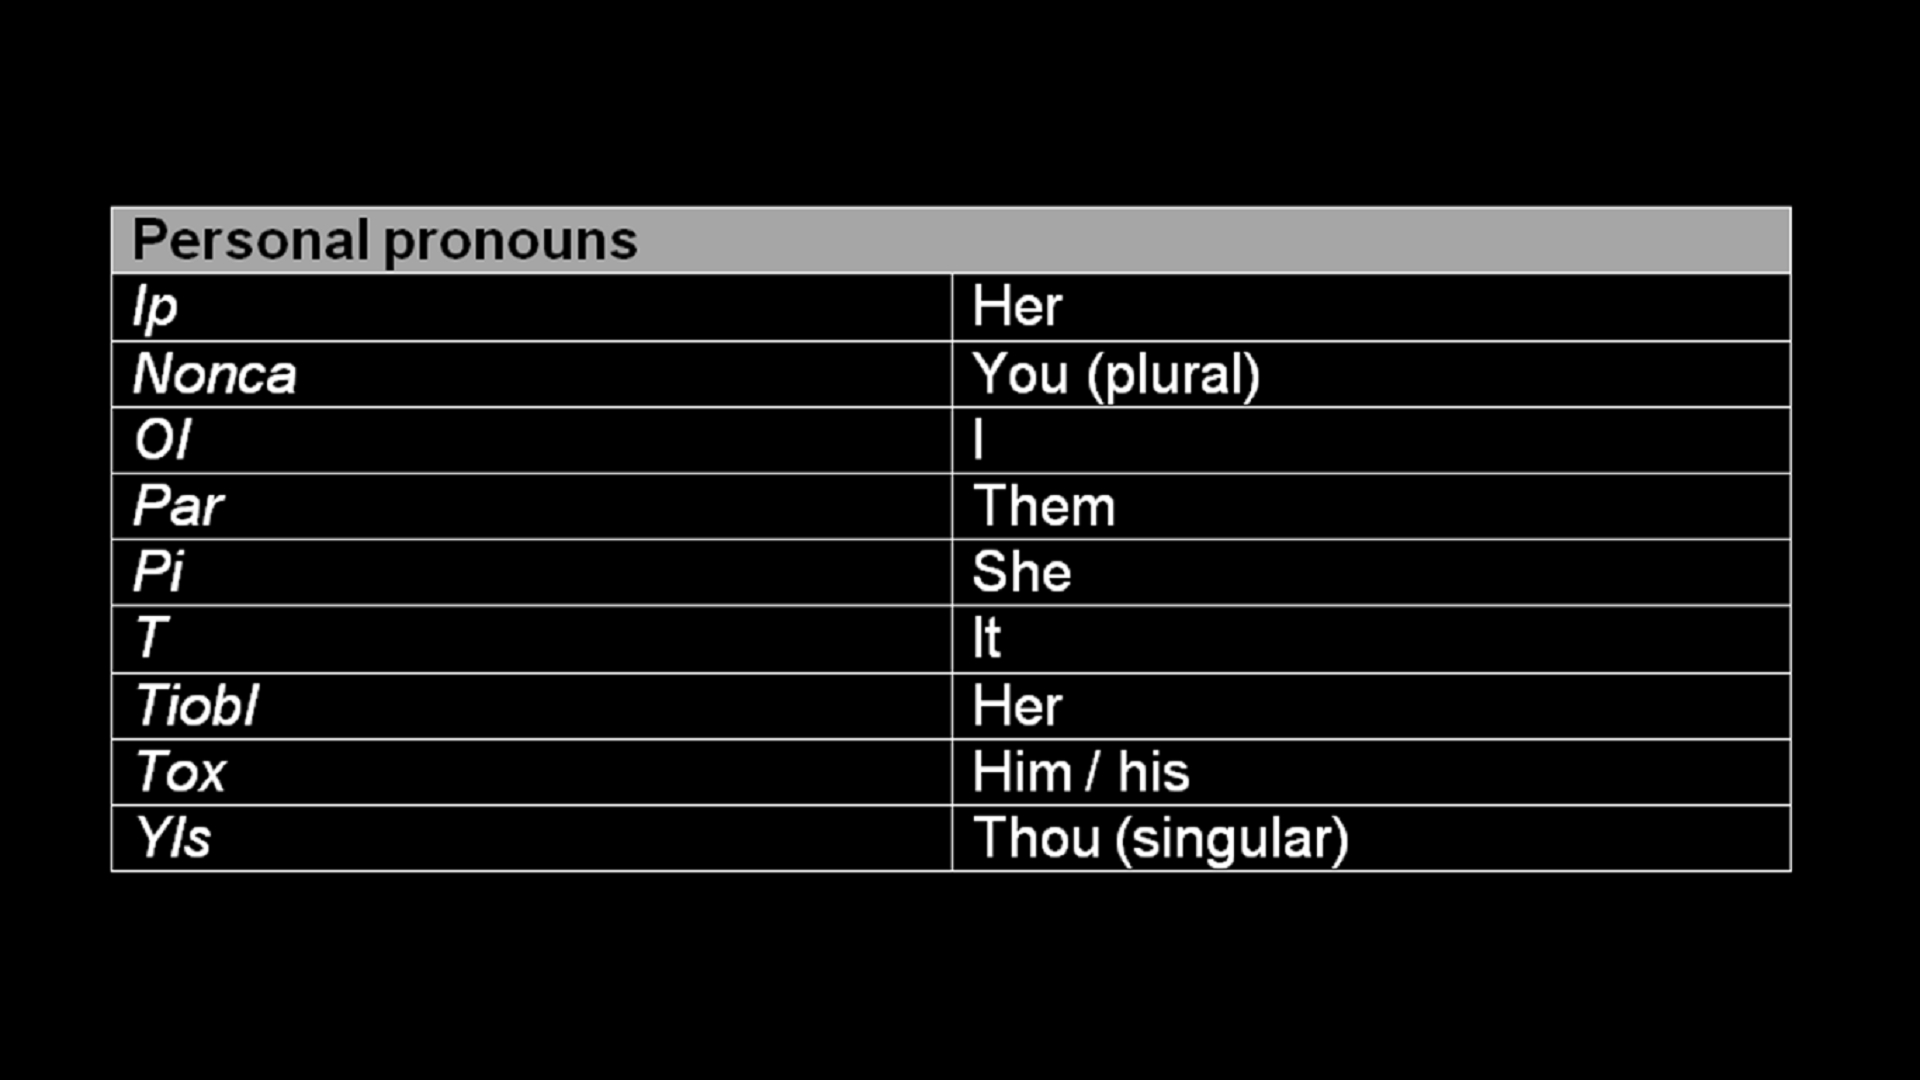 Personal pronouns
Ip Her
Nonca You (plural)
Ol I
Par Them
Pi She
T It
Tiobl Her
Tox Him / his
Yls Thou (singular)